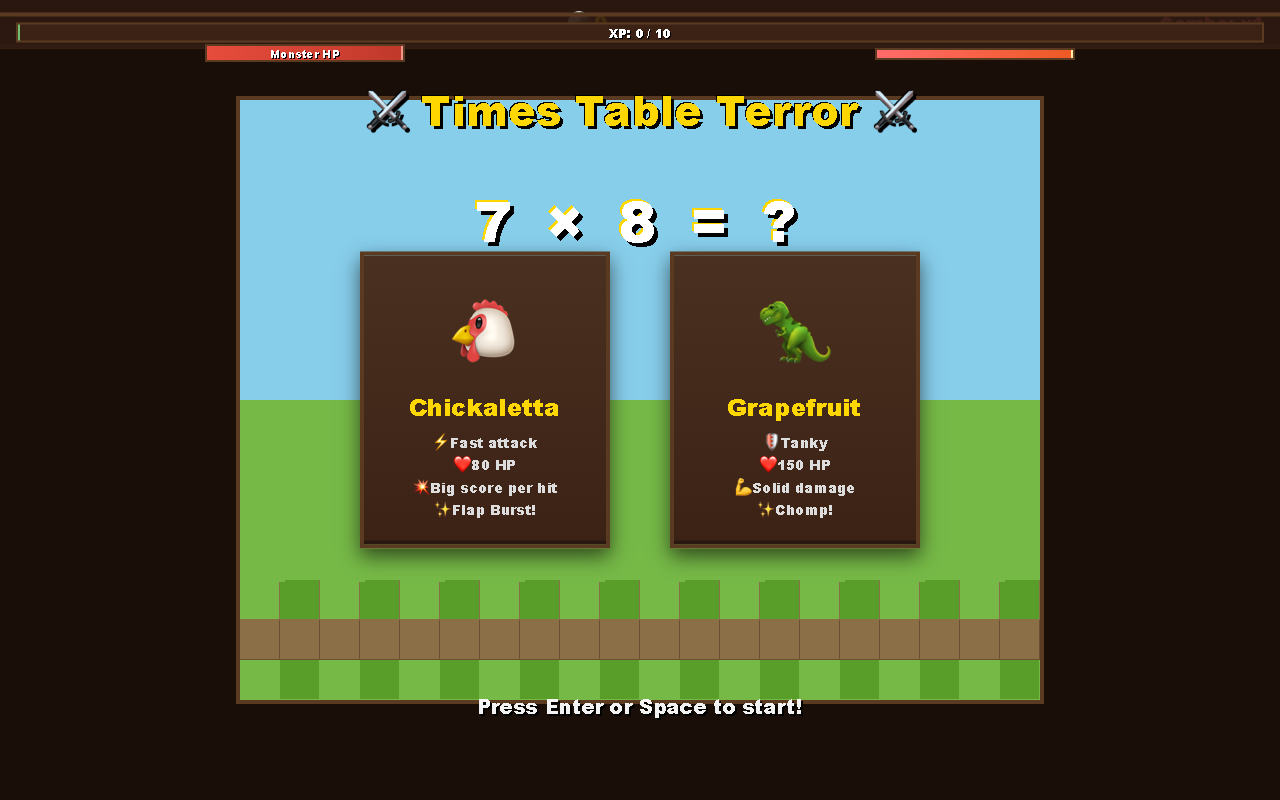 XP: 0 / 10
Monster HP
Times Table Terror
7 × 8 = ?
Chickaletta
Fast attack
80 HP
Big score per hit
Flap Burst!
Grapefruit
Tanky
150 HP
Solid damage
Chomp!
Press Enter or Space to start!